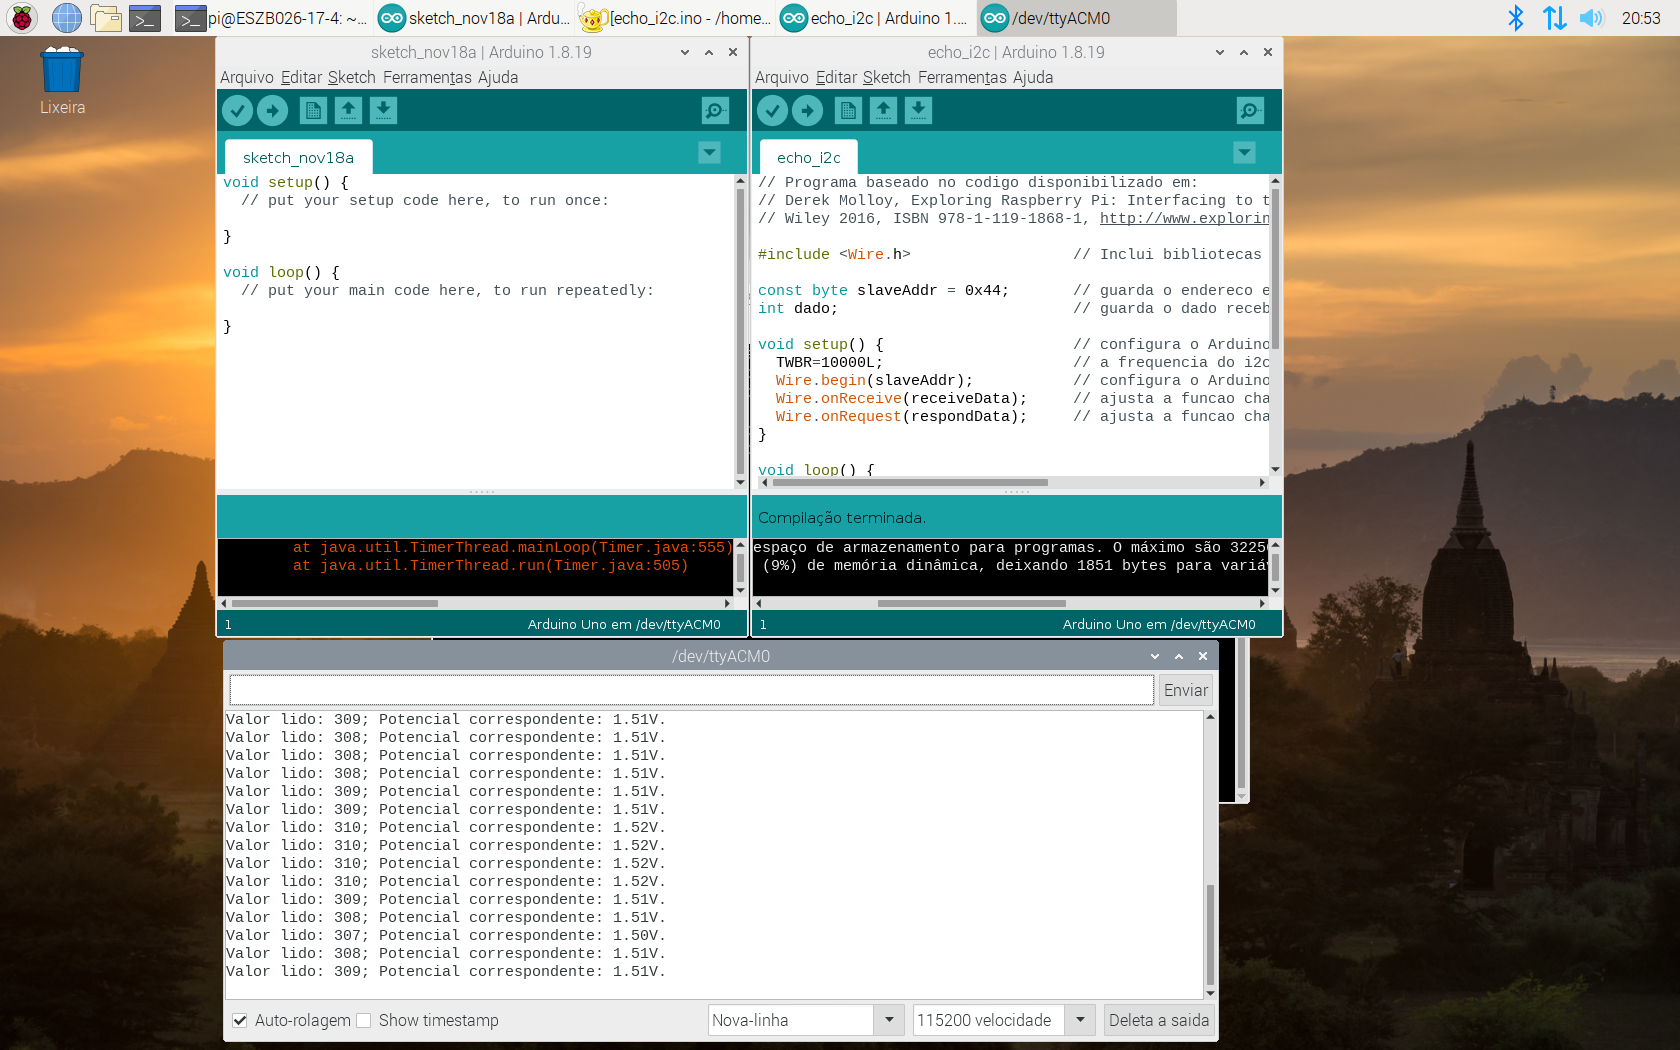 pi@ESZB026-17-4: ~...
sketch_nov18a | Ardu...
[echo_i2c.ino - /home...
echo_i2c | Arduino 1....
/dev/ttyACM0
20:53
Lixeira
sketch_nov18a | Arduino 1.8.19
Arquivo Editar Sketch Ferramentas Ajuda
sketch_nov18a
void setup() {
// put your setup code here, to run once:
}
void loop() {
// put your main code here, to run repeatedly:
}
at java.util.TimerThread.mainLoop(Timer.java:555)
at java.util.TimerThread.run(Timer.java:505)
1
Arduino Uno em /dev/ttyACM0
echo_i2c | Arduino 1.8.19
Arquivo Editar Sketch Ferramentas Ajuda
echo_i2c
// Programa baseado no codigo disponibilizado em:
// Derek Molloy, Exploring Raspberry Pi: Interfacing to t
// Wiley 2016, ISBN 978-1-119-1868-1, http://www.explorin
#include <Wire.h> // Inclui bibliotecas
const byte slaveAddr = 0x44; // guarda o endereco e
int dado; // guarda o dado receb
void setup() { // configura o Arduino
TWBR=10000L; // a frequencia do i2c
Wire.begin(slaveAddr); // configura o Arduino
Wire.onReceive(receiveData); // ajusta a funcao cha
Wire.onRequest(respondData); // ajusta a funcao cha
}
void loop() {
Compilação terminada.
espaço de armazenamento para programas. O máximo são 32256
(9%) de memória dinâmica, deixando 1851 bytes para variáv
1
Arduino Uno em /dev/ttyACM0
/dev/ttyACM0
Enviar
Valor lido: 309; Potencial correspondente: 1.51V.
Valor lido: 308; Potencial correspondente: 1.51V.
Valor lido: 308; Potencial correspondente: 1.51V.
Valor lido: 308; Potencial correspondente: 1.51V.
Valor lido: 309; Potencial correspondente: 1.51V.
Valor lido: 309; Potencial correspondente: 1.51V.
Valor lido: 310; Potencial correspondente: 1.52V.
Valor lido: 310; Potencial correspondente: 1.52V.
Valor lido: 310; Potencial correspondente: 1.52V.
Valor lido: 310; Potencial correspondente: 1.52V.
Valor lido: 309; Potencial correspondente: 1.51V.
Valor lido: 308; Potencial correspondente: 1.51V.
Valor lido: 307; Potencial correspondente: 1.50V.
Valor lido: 308; Potencial correspondente: 1.51V.
Valor lido: 309; Potencial correspondente: 1.51V.
Auto-rolagem Show timestamp Nova-linha 115200 velocidade Deleta a saida